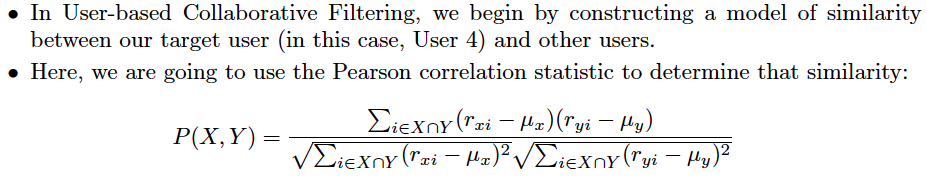 • In User-based Collaborative Filtering, we begin by constructing a model of similarity
between our target user (in this case, User 4) and other users.
• Here, we are going to use the Pearson correlation statistic to determine that similarity:
P(X, Y) = \frac{\sum_{i \in X \cap Y}(r_{xi} - \mu_x)(r_{yi} - \mu_y)}{\sqrt{\sum_{i \in X \cap Y}(r_{xi} - \mu_x)^2}\sqrt{\sum_{i \in X \cap Y}(r_{yi} - \mu_y)^2}}